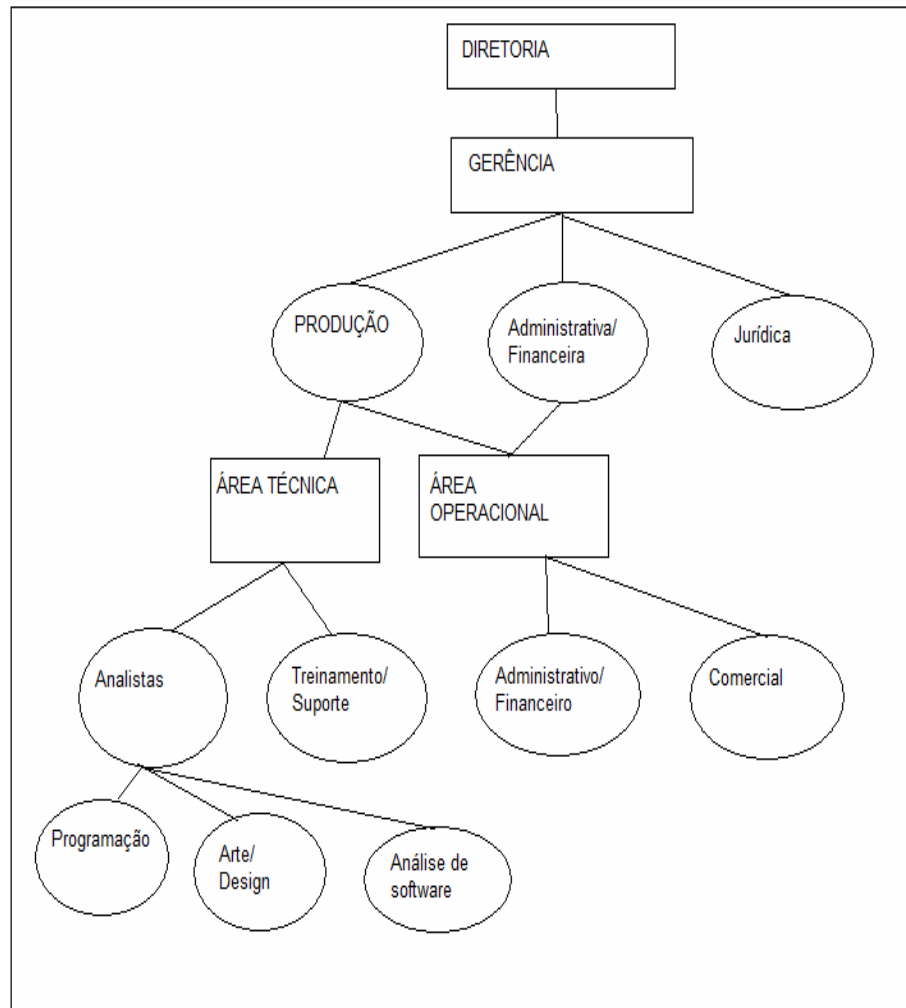 DIRETORIA
GERÊNCIA
PRODUÇÃO
Administrativa/
Financeira
Jurídica
ÁREA TÉCNICA
ÁREA
OPERACIONAL
Analistas
Treinamento/
Suporte
Administrativo/
Financeiro
Comercial
Programação
Arte/
Design
Análise de
software